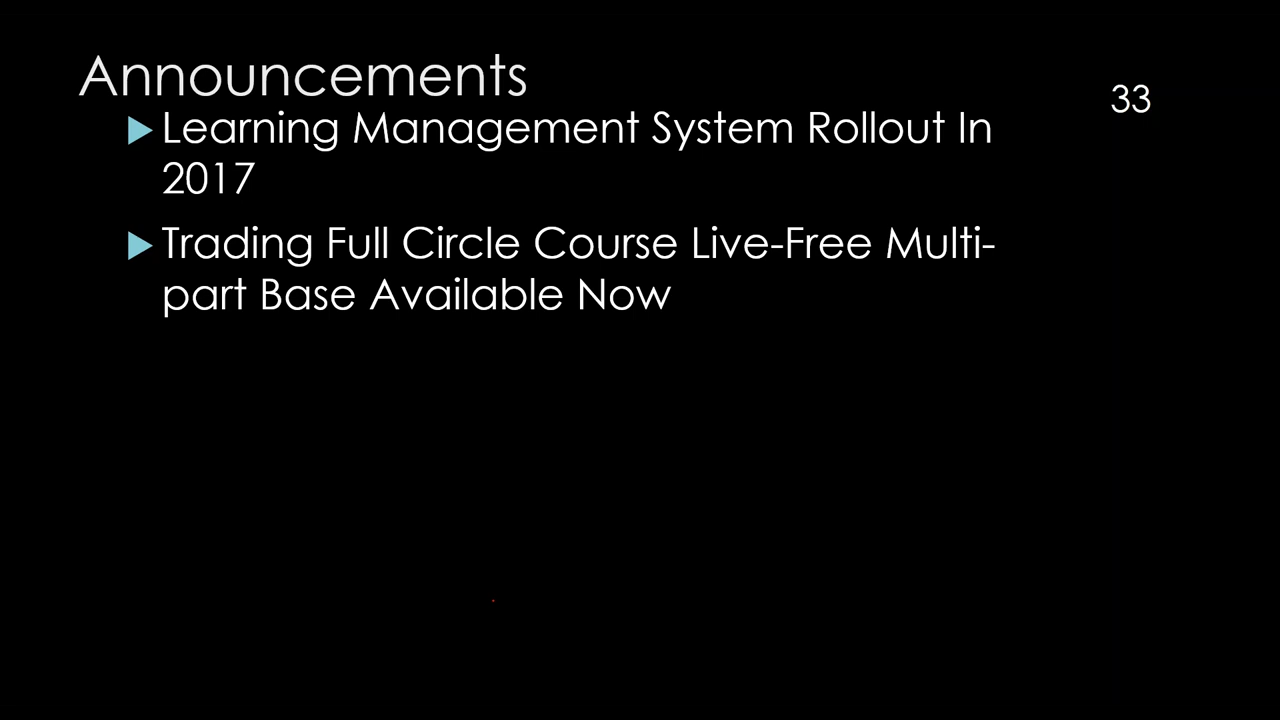 Announcements
33
Learning Management System Rollout In
2017
Trading Full Circle Course Live-Free Multi-
part Base Available Now